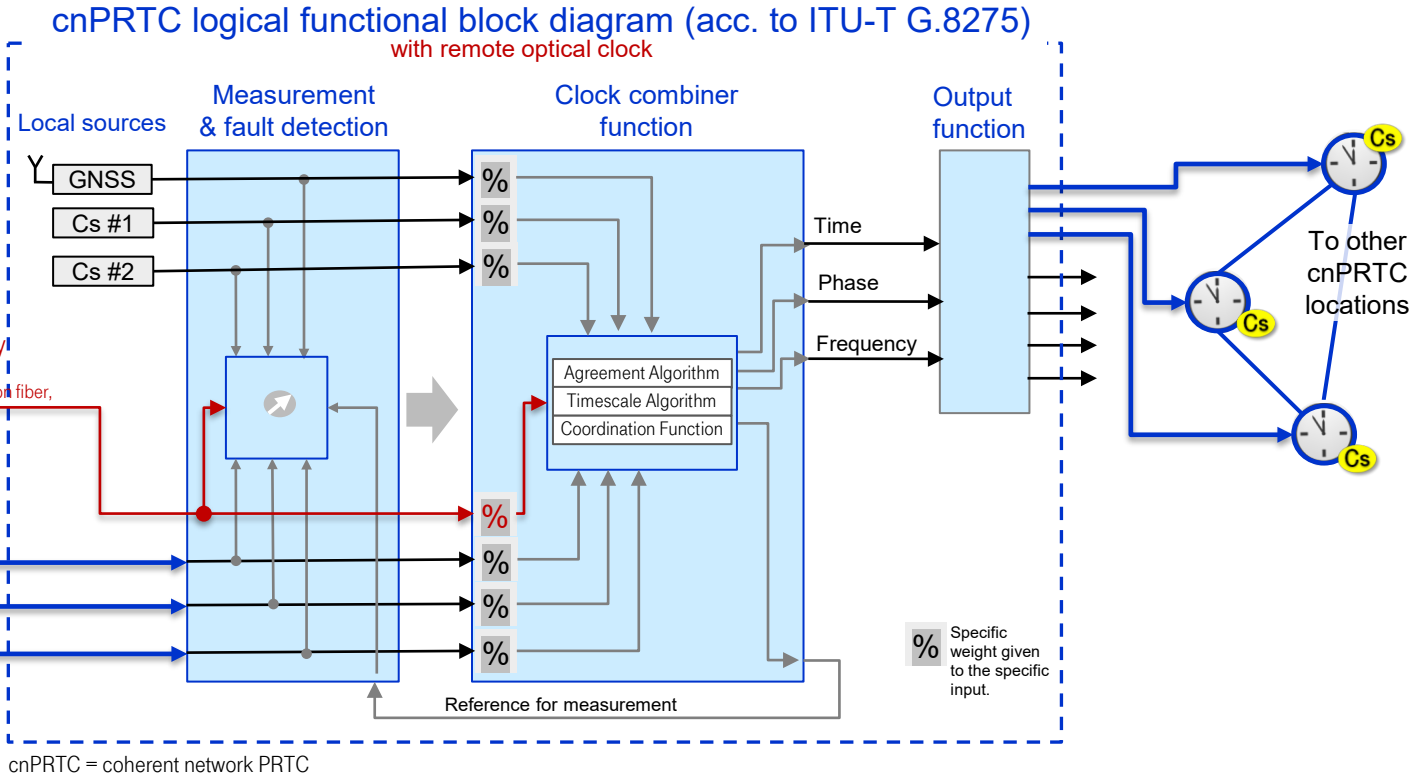 cnPRTC logical functional block diagram (acc. to ITU-T G.8275)
with remote optical clock
Local sources
Measurement
& fault detection
Clock combiner
function
Output
function
GNSS
Cs #1
Cs #2
%
%
%
Time
Phase
Frequency
Agreement Algorithm
Timescale Algorithm
Coordination Function
fiber,
%
%
%
%
Cs
Cs
Cs
To other
cnPRTC
locations
%
Specific
weight given
to the specific
input.
Reference for measurement
cnPRTC = coherent network PRTC